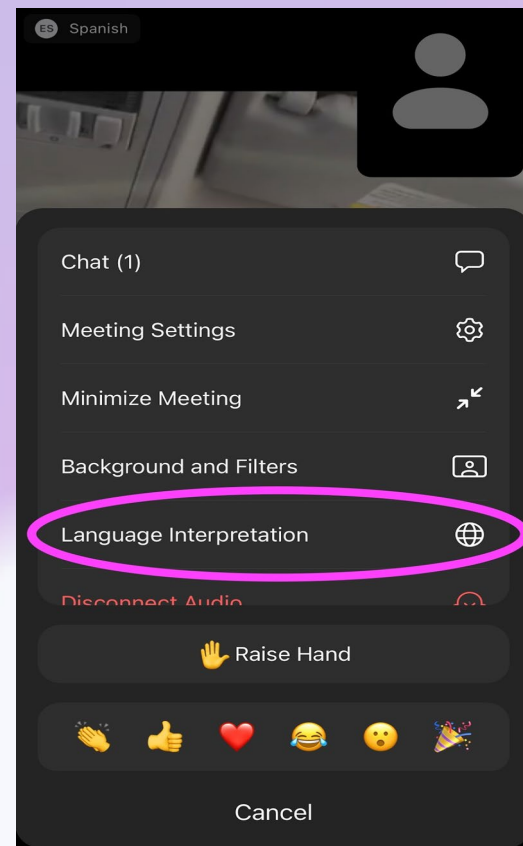 ES Spanish
Chat (1)
Meeting Settings
Minimize Meeting
Background and Filters
Language Interpretation
Disconnect Audio
Raise Hand
Cancel